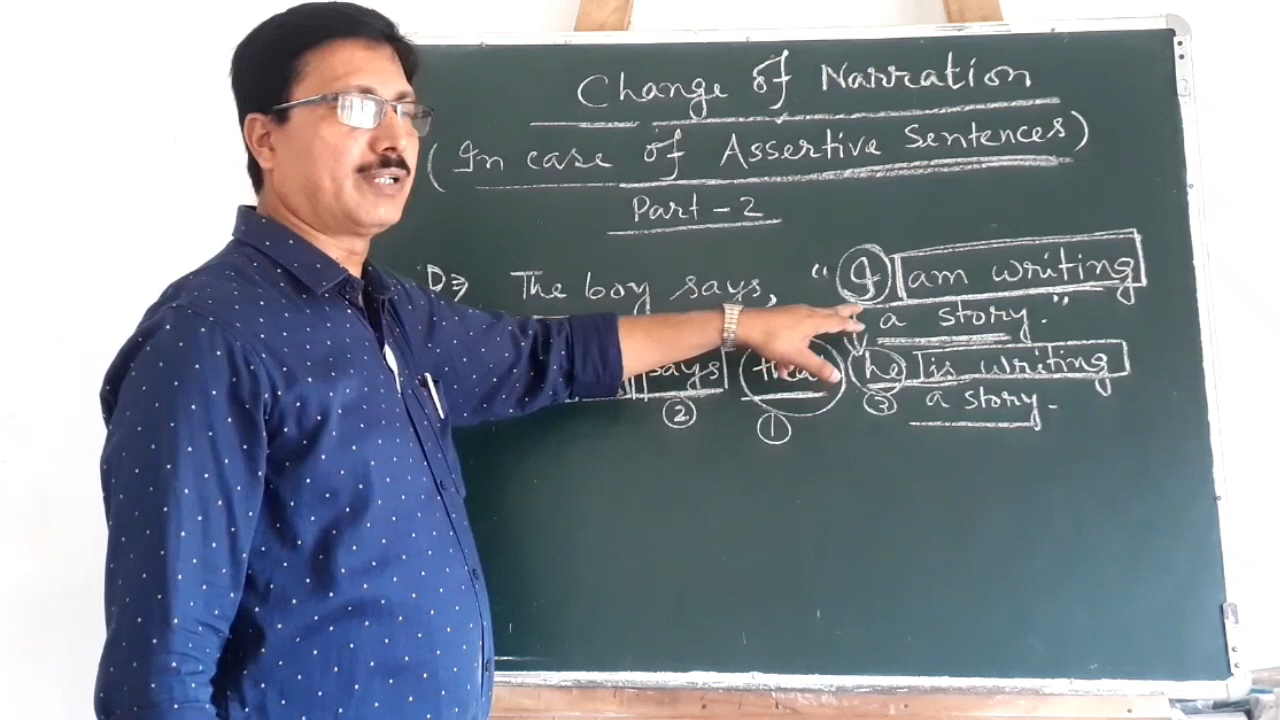 Change of Narration
(In case of Assertive Sentences)
Part - 2
D⇒ The boy says, "I am writing
a story."
says that he is writing
② ① ③ a story.